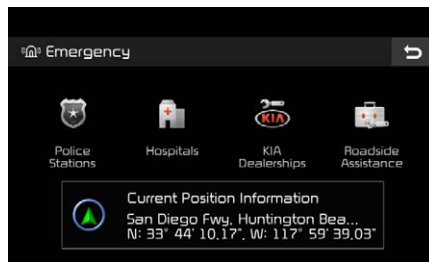 Emergency
Police
Stations
Hospitals
KIA
KIA
Dealerships
Roadside
Assistance
Current Position Information
San Diego Fwy, Huntington Bea...
N: 33° 44' 10.17", W: 117° 59' 39.03"